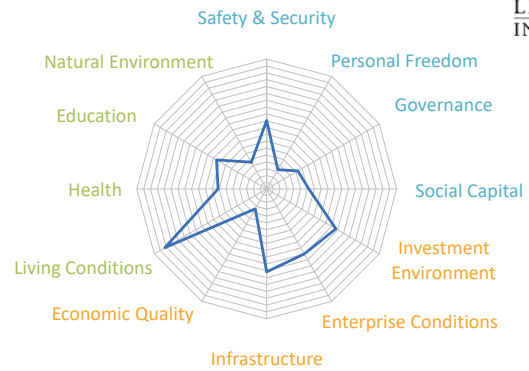 Safety & Security
Natural Environment
Personal Freedom
Education
Governance
Health
Social Capital
Investment
Environment
Living Conditions
Economic Quality
Enterprise Conditions
Infrastructure